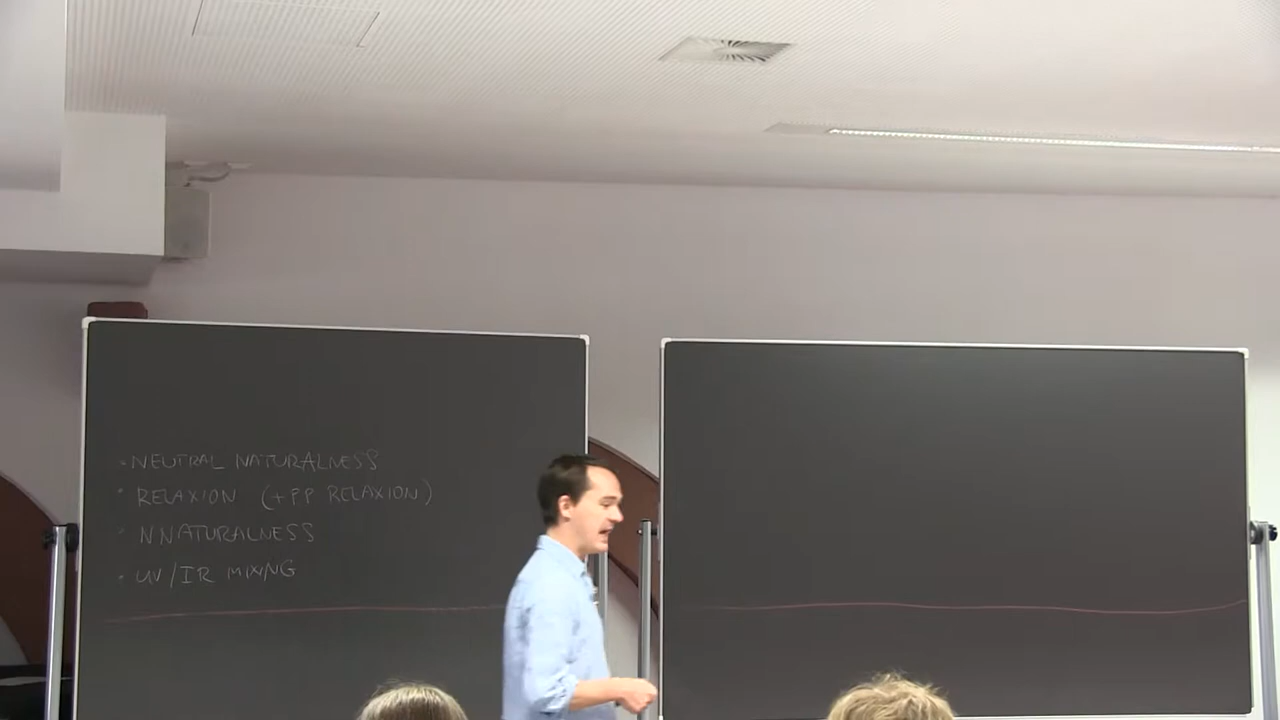 · NEUTRAL NATURALNESS
· RELAXION (+PP RELAXION)
· NNATURALNESS
· UV/IR MIXING